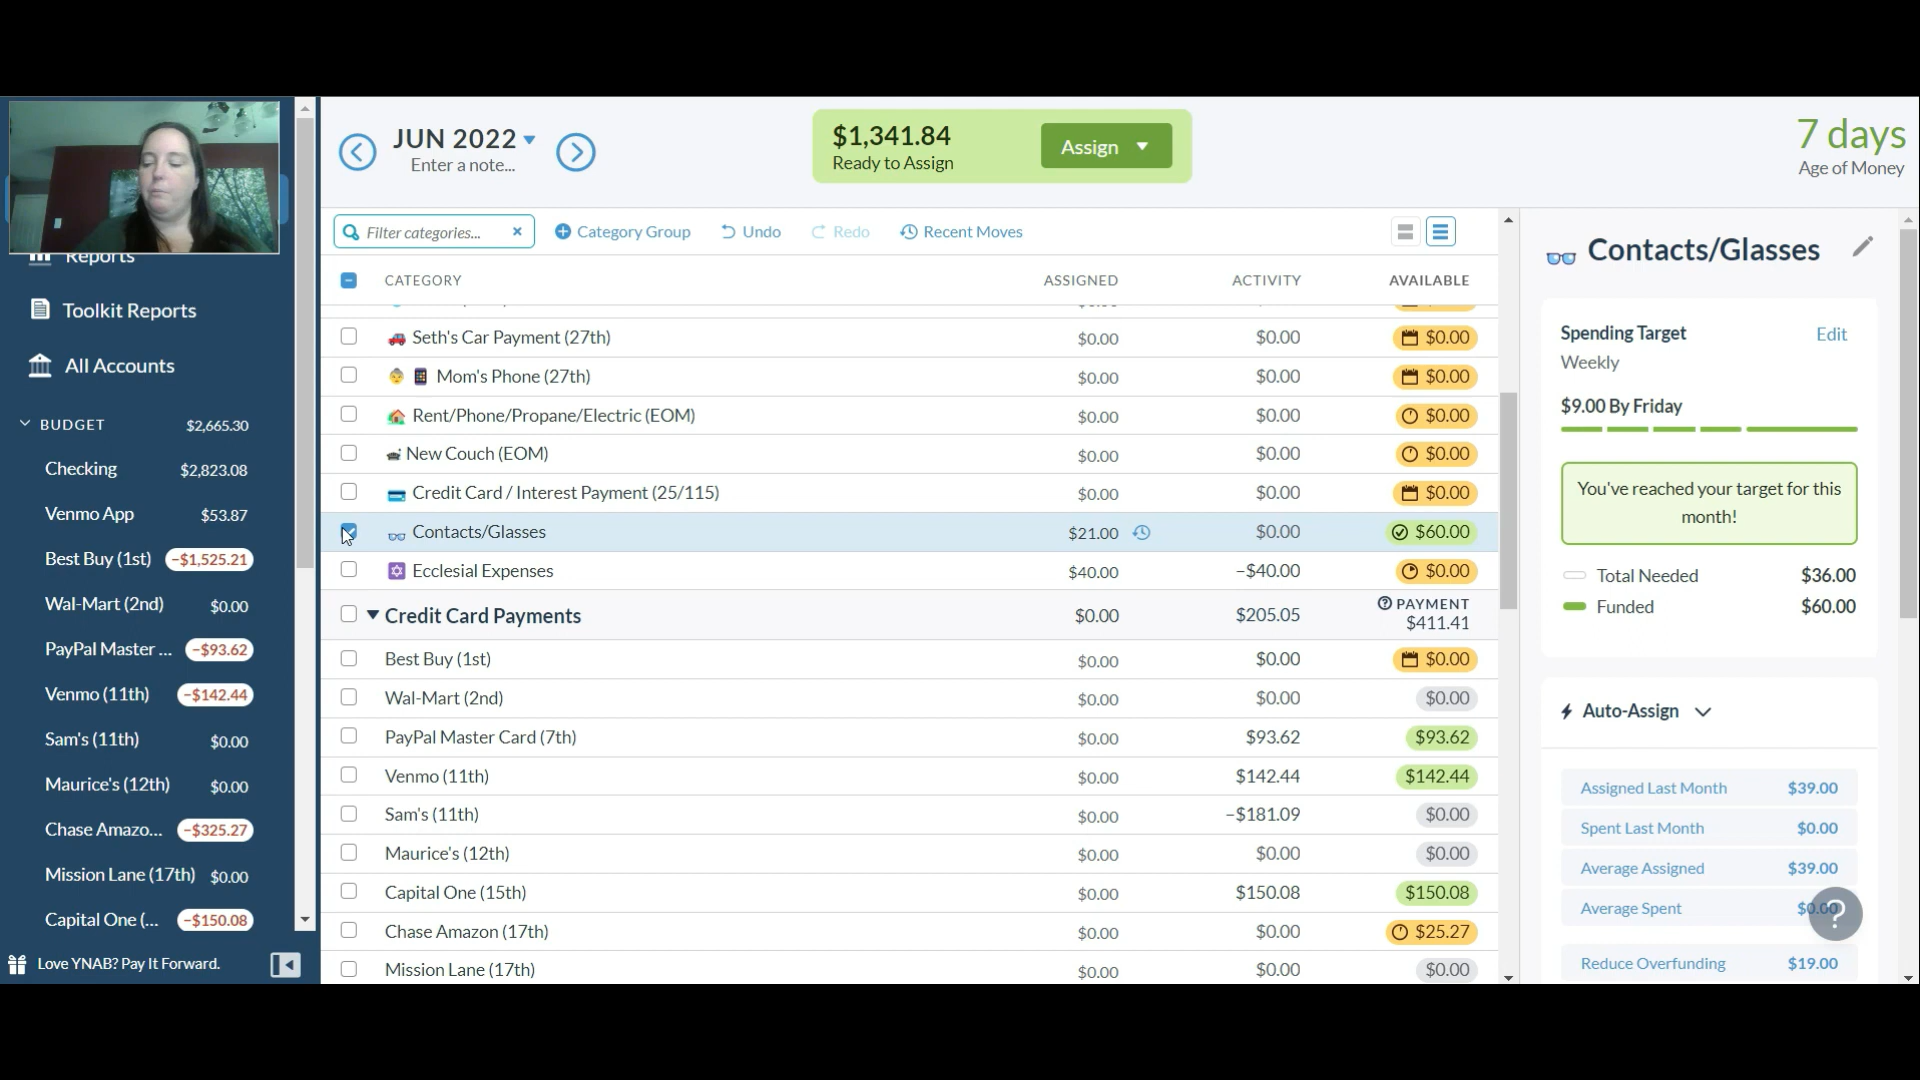 JUN 2022
Enter a note...
$1,341.84
Ready to Assign
Assign
7 days
Age of Money
Reports
Toolkit Reports
All Accounts
BUDGET $2,665.30
Checking $2,823.08
Venmo App $53.87
Best Buy (1st) −$1,525.21
Wal-Mart (2nd) $0.00
PayPal Master ... −$93.62
Venmo (11th) −$142.44
Sam's (11th) $0.00
Maurice's (12th) $0.00
Chase Amazo... −$325.27
Mission Lane (17th) $0.00
Capital One (... −$150.08
Love YNAB? Pay It Forward.
Filter categories...
Category Group
Undo
Redo
Recent Moves
CATEGORY ASSIGNED ACTIVITY AVAILABLE
Seth's Car Payment (27th) $0.00 $0.00 $0.00
Mom's Phone (27th) $0.00 $0.00 $0.00
Rent/Phone/Propane/Electric (EOM) $0.00 $0.00 $0.00
New Couch (EOM) $0.00 $0.00 $0.00
Credit Card / Interest Payment (25/115) $0.00 $0.00 $0.00
Contacts/Glasses $21.00 $0.00 $60.00
Ecclesial Expenses $40.00 −$40.00 $0.00
Credit Card Payments $0.00 $205.05 PAYMENT $411.41
Best Buy (1st) $0.00 $0.00 $0.00
Wal-Mart (2nd) $0.00 $0.00 $0.00
PayPal Master Card (7th) $0.00 $93.62 $93.62
Venmo (11th) $0.00 $142.44 $142.44
Sam's (11th) $0.00 −$181.09 $0.00
Maurice's (12th) $0.00 $0.00 $0.00
Capital One (15th) $0.00 $150.08 $150.08
Chase Amazon (17th) $0.00 $0.00 $25.27
Mission Lane (17th) $0.00 $0.00 $0.00
Contacts/Glasses
Spending Target Edit
Weekly
$9.00 By Friday
You've reached your target for this
month!
Total Needed $36.00
Funded $60.00
Auto-Assign
Assigned Last Month $39.00
Spent Last Month $0.00
Average Assigned $39.00
Average Spent
?
Reduce Overfunding $19.00